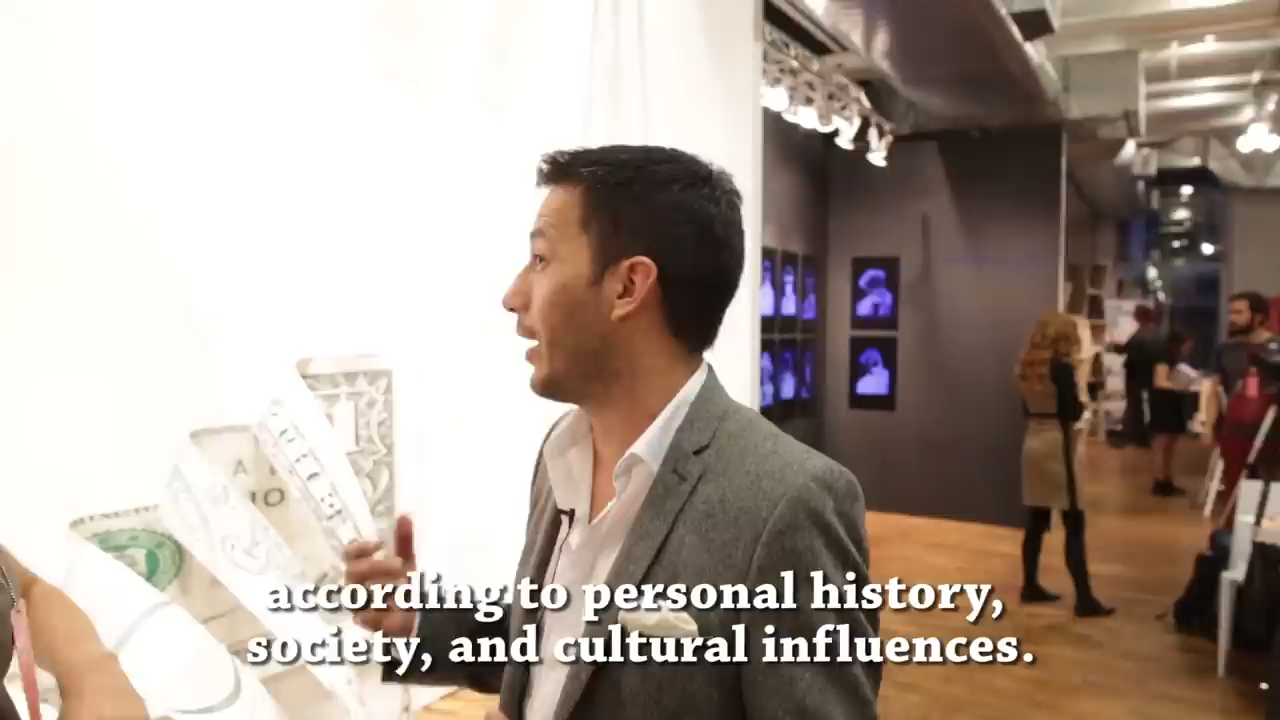 according to personal history,
society, and cultural influences.